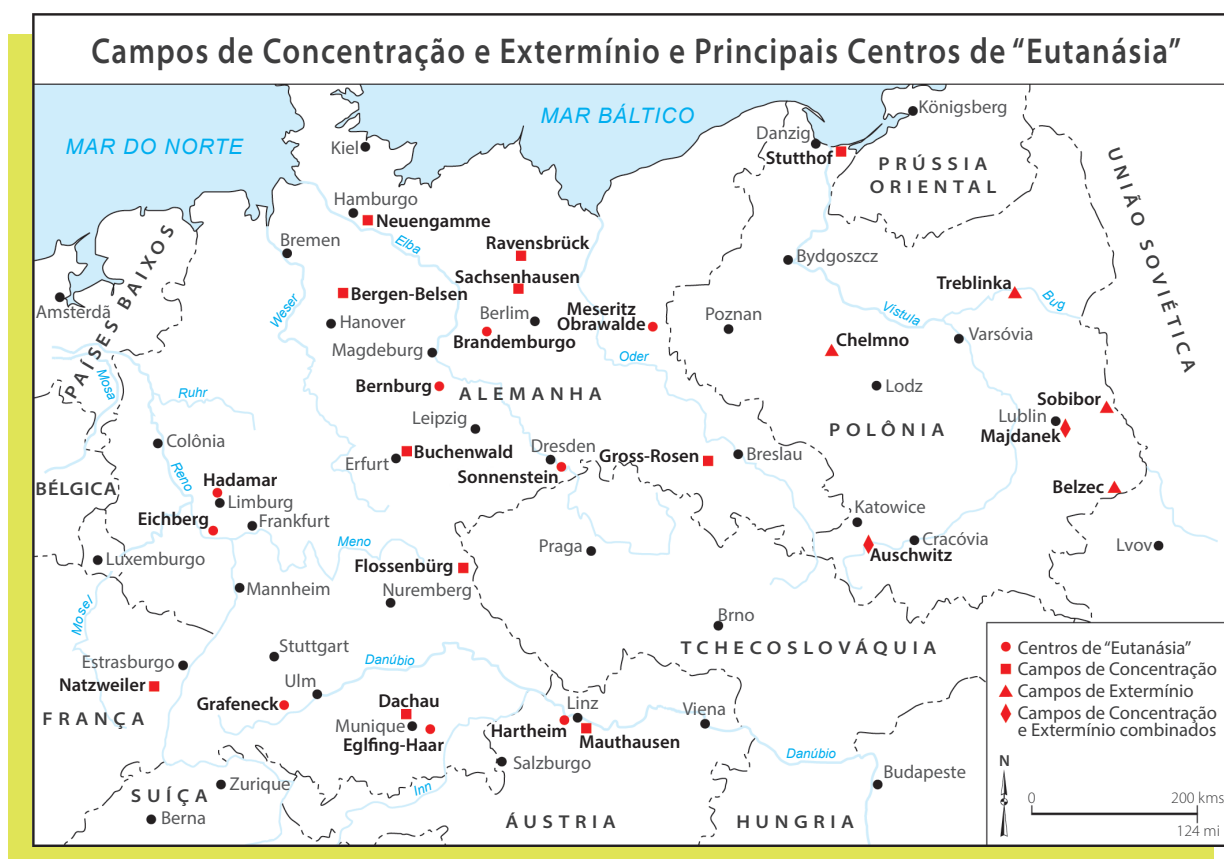 Campos de Concentração e Extermínio e Principais Centros de “Eutanásia”
MAR DO NORTE
MAR BÁLTICO
Kiel
Königsberg
Danzig
Stutthof
PRÚSSIA
ORIENTAL
UNIÃO SOVIÉTICA
Hamburgo
Neuengamme
Elba
Bremen
Ravensbrück
Sachsenhausen
Bydgoszcz
Treblinka
Bug
PAÍSES BAIXOS
Amsterdã
Weser
Bergen-Belsen
Hanover
Berlim
Brandemburgo
Meseritz
Obrawalde
Poznan
Vístula
Varsóvia
Chelmno
Magdeburg
Oder
Mosa
Ruhr
Bernburg
ALEMANHA
Lodz
Sobibor
Leipzig
Lublin
Majdanek
POLÔNIA
Colônia
Reno
Erfurt
Buchenwald
Dresden
Sonnenstein
Gross-Rosen
Breslau
BÉLGICA
Hadamar
Limburg
Belzec
Eichberg
Frankfurt
Katowice
Cracóvia
Auschwitz
Lvov
Luxemburgo
Meno
Praga
Flossenbürg
Mannheim
Nuremberg
Mosel
Brno
TCHECOSLOVÁQUIA
Stuttgart
Estrasburgo
Danúbio
Natzweiler
Ulm
Grafeneck
FRANÇA
Dachau
Munique
Eglfing-Haar
Linz
Hartheim
Mauthausen
Viena
Danúbio
Salzburgo
Zurique
Inn
Budapeste
SUÍÇA
Berna
ÁUSTRIA
HUNGRIA
Centros de “Eutanásia”
Campos de Concentração
Campos de Extermínio
Campos de Concentração
e Extermínio combinados
N
0
200 kms
124 mi